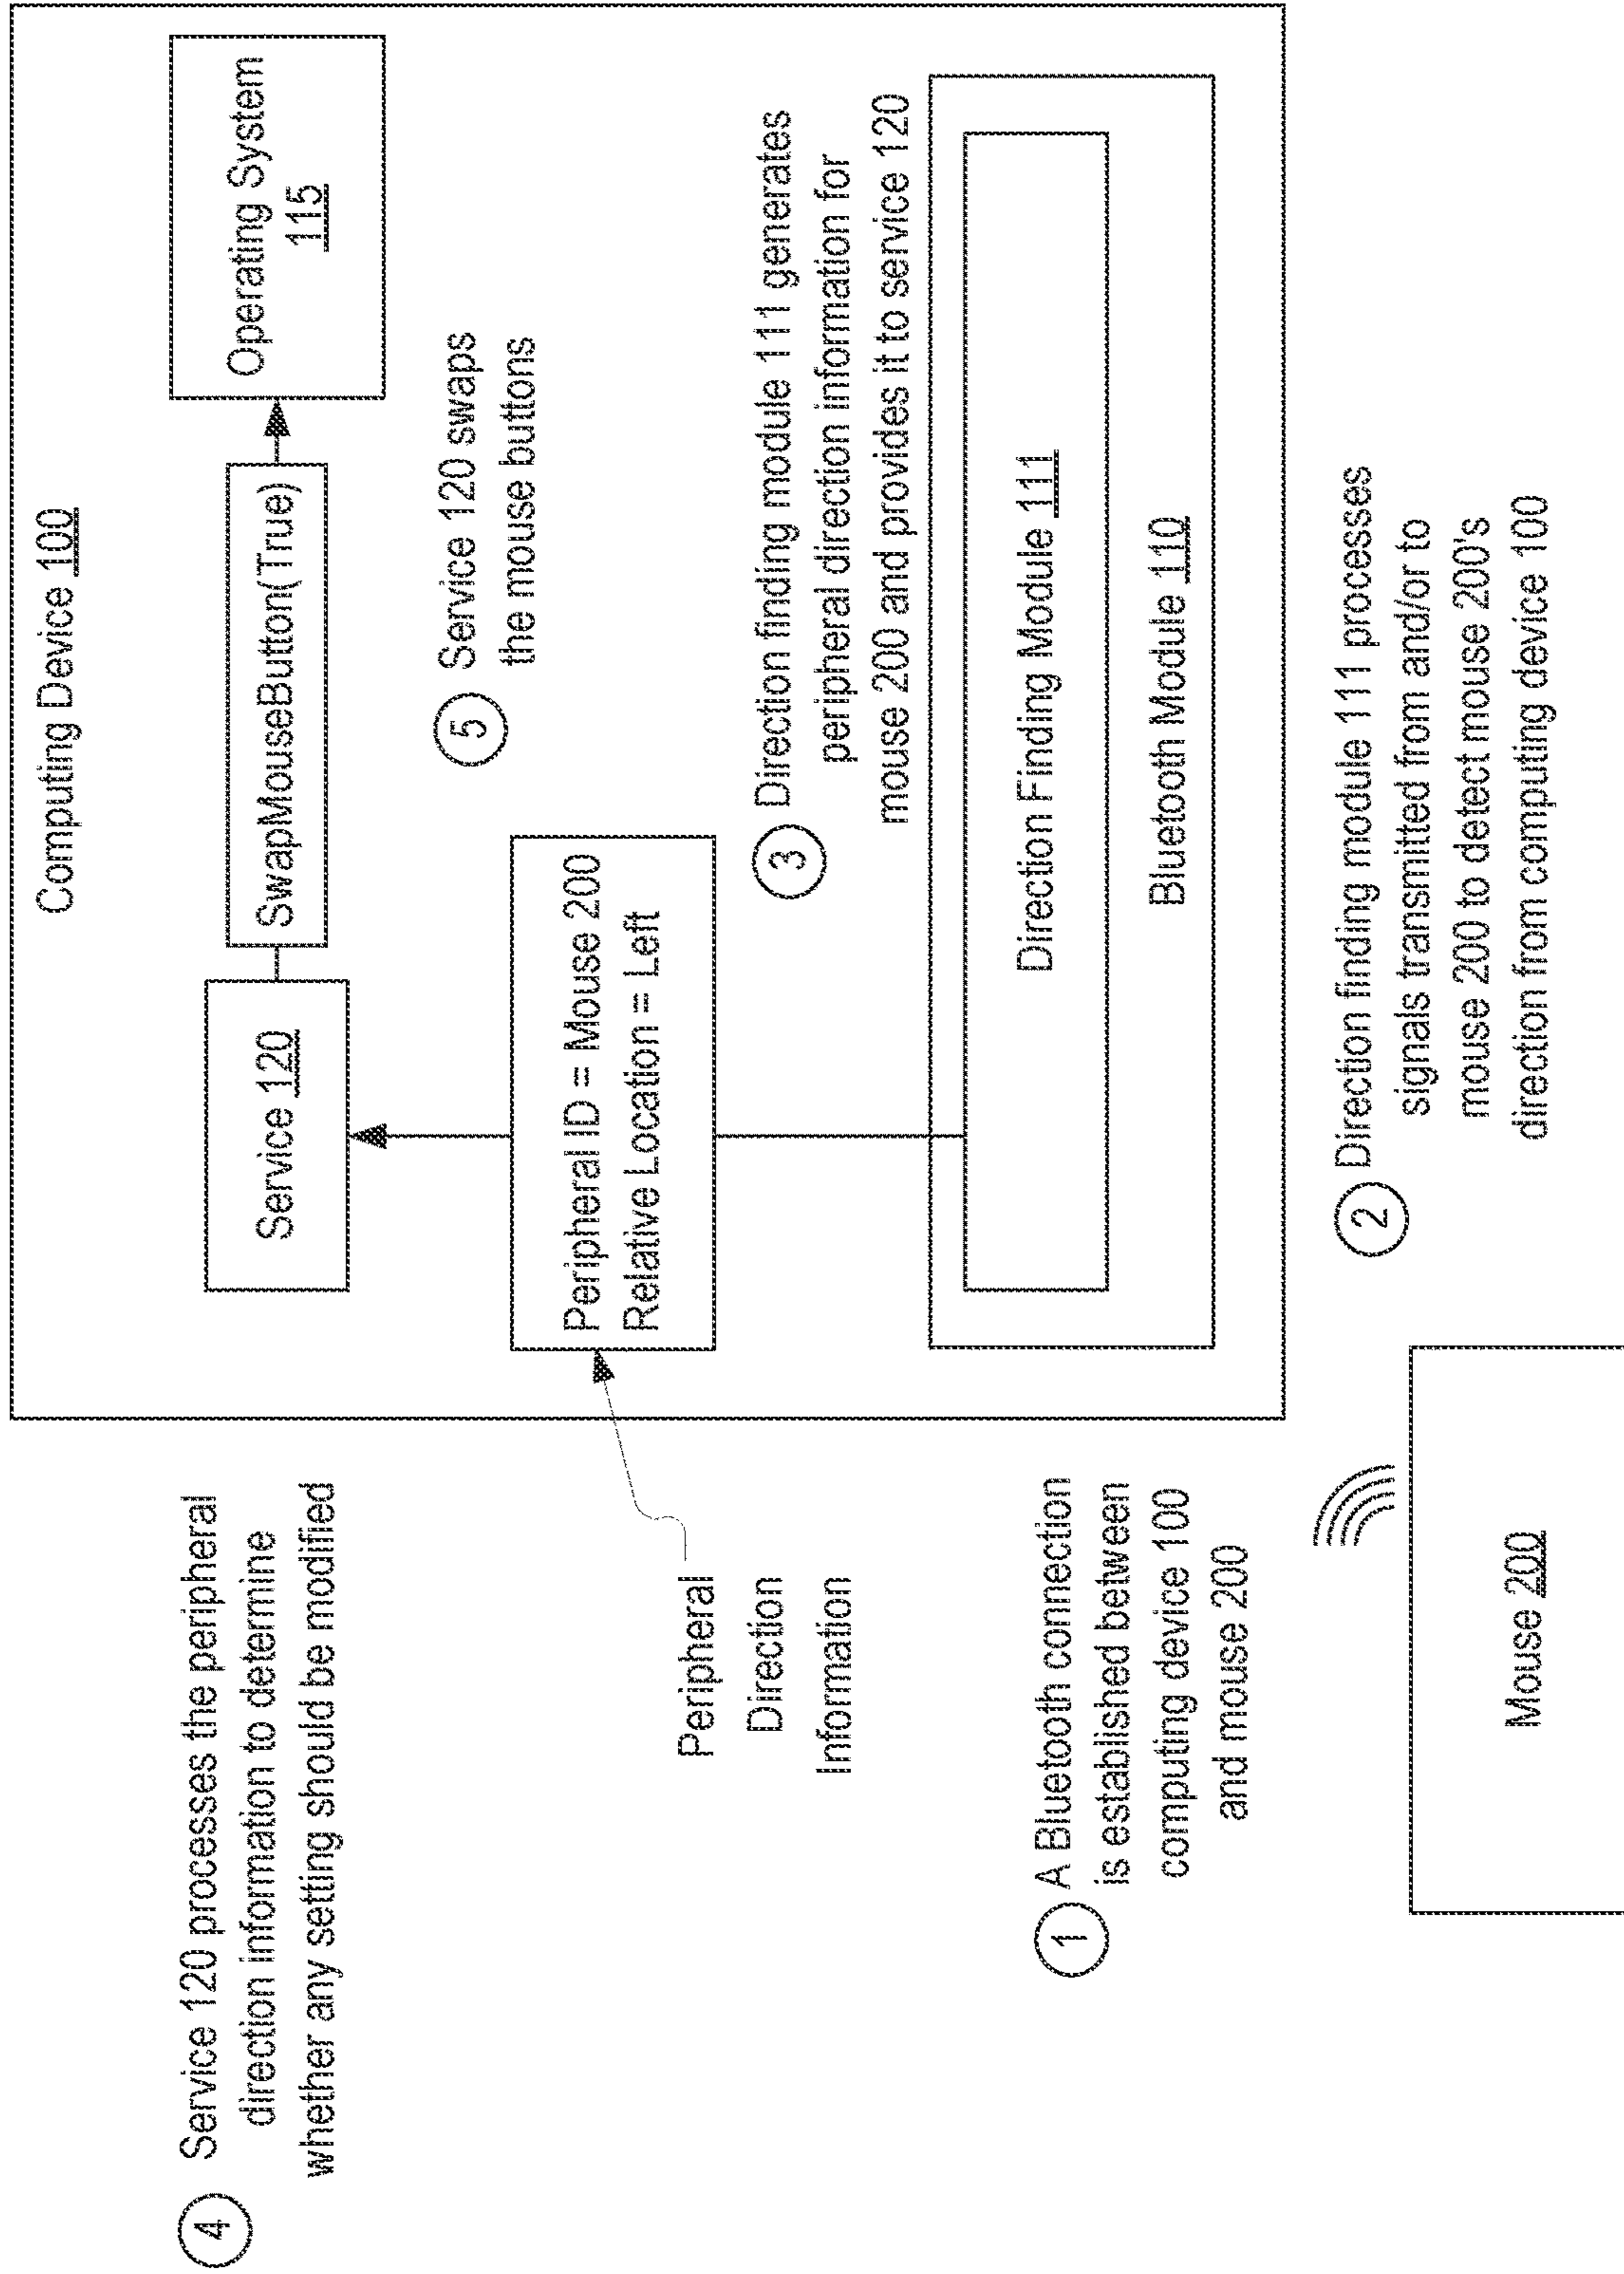 Computing Device 100
4
Service 120 processes the peripheral
direction information to determine
whether any setting should be modified
Service 120
SwapMouseButton(True)
Operating System
115
5
Service 120 swaps
the mouse buttons
Peripheral ID = Mouse 200
Relative Location = Left
Peripheral
Direction
Information
3
Direction finding module 111 generates
peripheral direction information for
mouse 200 and provides it to service 120
Direction Finding Module 111
Bluetooth Module 110
1
A Bluetooth connection
is established between
computing device 100
and mouse 200
2
Direction finding module 111 processes
signals transmitted from and/or to
mouse 200 to detect mouse 200's
direction from computing device 100
Mouse 200